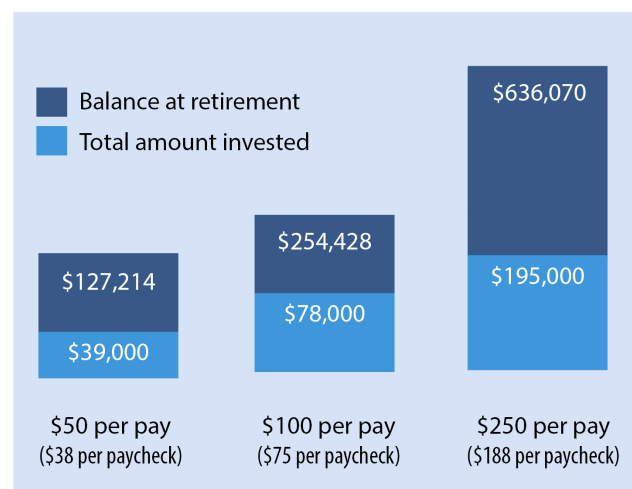 Balance at retirement
Total amount invested
$636,070
$254,428
$127,214
$195,000
$78,000
$39,000
$50 per pay
($38 per paycheck)
$100 per pay
($75 per paycheck)
$250 per pay
($188 per paycheck)